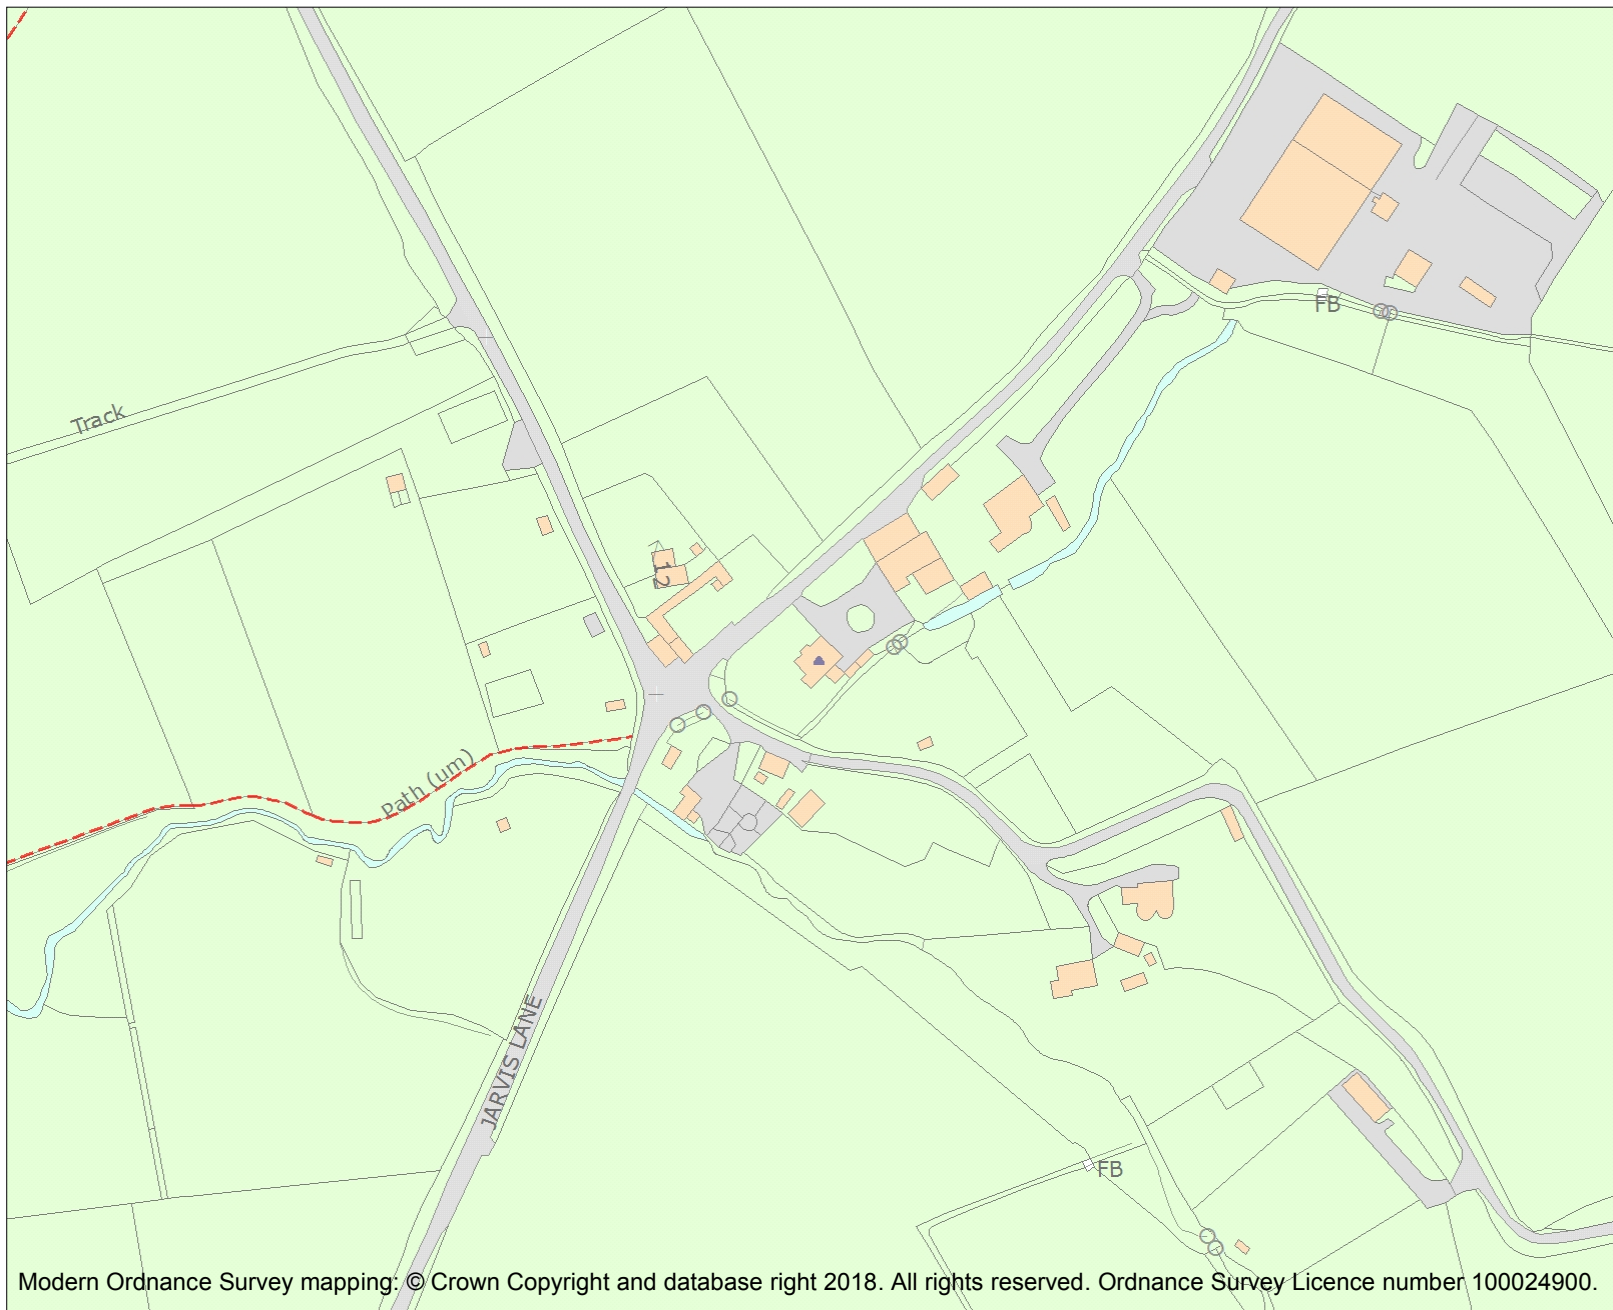 FB
Track
12
Path (um)
JARVIS LANE
FB
Modern Ordnance Survey mapping: © Crown Copyright and database right 2018. All rights reserved. Ordnance Survey Licence number 100024900.